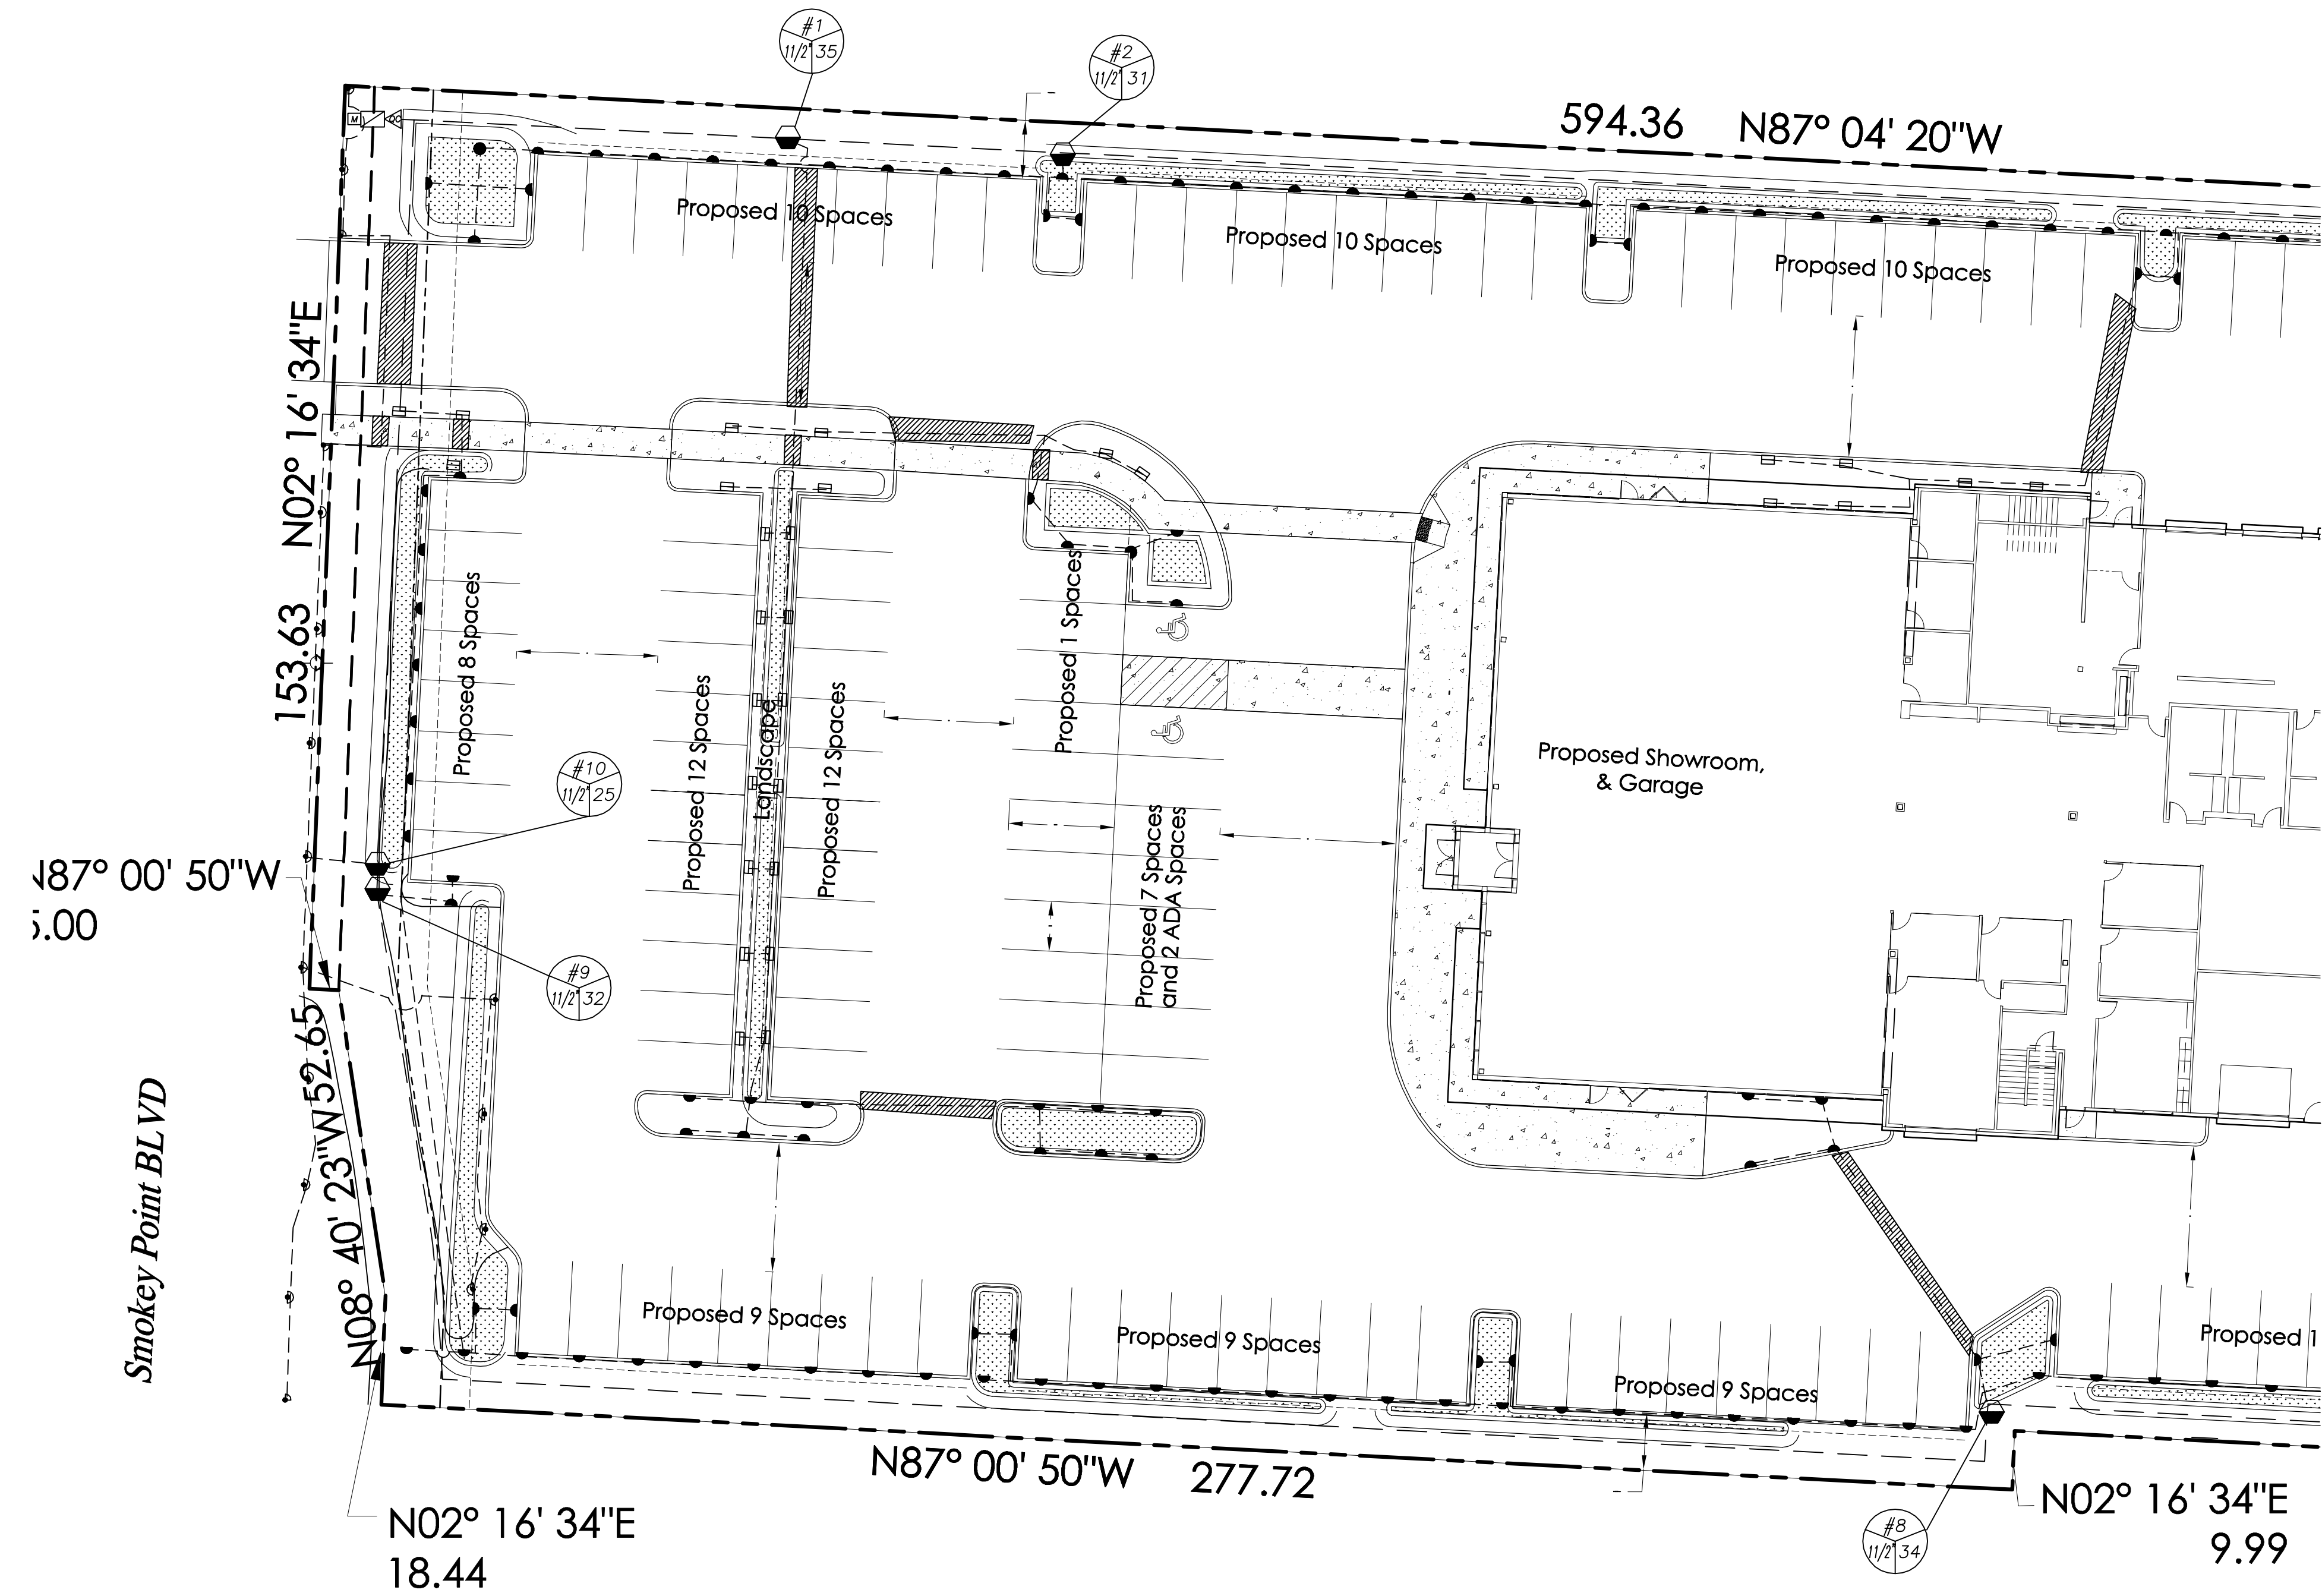 #1
11/2" 35
#2
11/2" 31
594.36 N87° 04' 20"W
M
QC
Proposed 10 Spaces
Proposed 10 Spaces
Proposed 10 Spaces
153.63 N02° 16' 34"E
Proposed 8 Spaces
Proposed 12 Spaces
Landscape
Proposed 12 Spaces
Proposed 1 Spaces
Proposed 7 Spaces
and 2 ADA Spaces
Proposed Showroom,
& Garage
#10
11/2" 25
N87° 00' 50"W
5.00
#9
11/2" 32
N08° 40' 23"W 52.65
Smokey Point BLVD
Proposed 9 Spaces
Proposed 9 Spaces
Proposed 9 Spaces
Proposed 1
N87° 00' 50"W 277.72
N02° 16' 34"E
18.44
#8
11/2" 34
N02° 16' 34"E
9.99